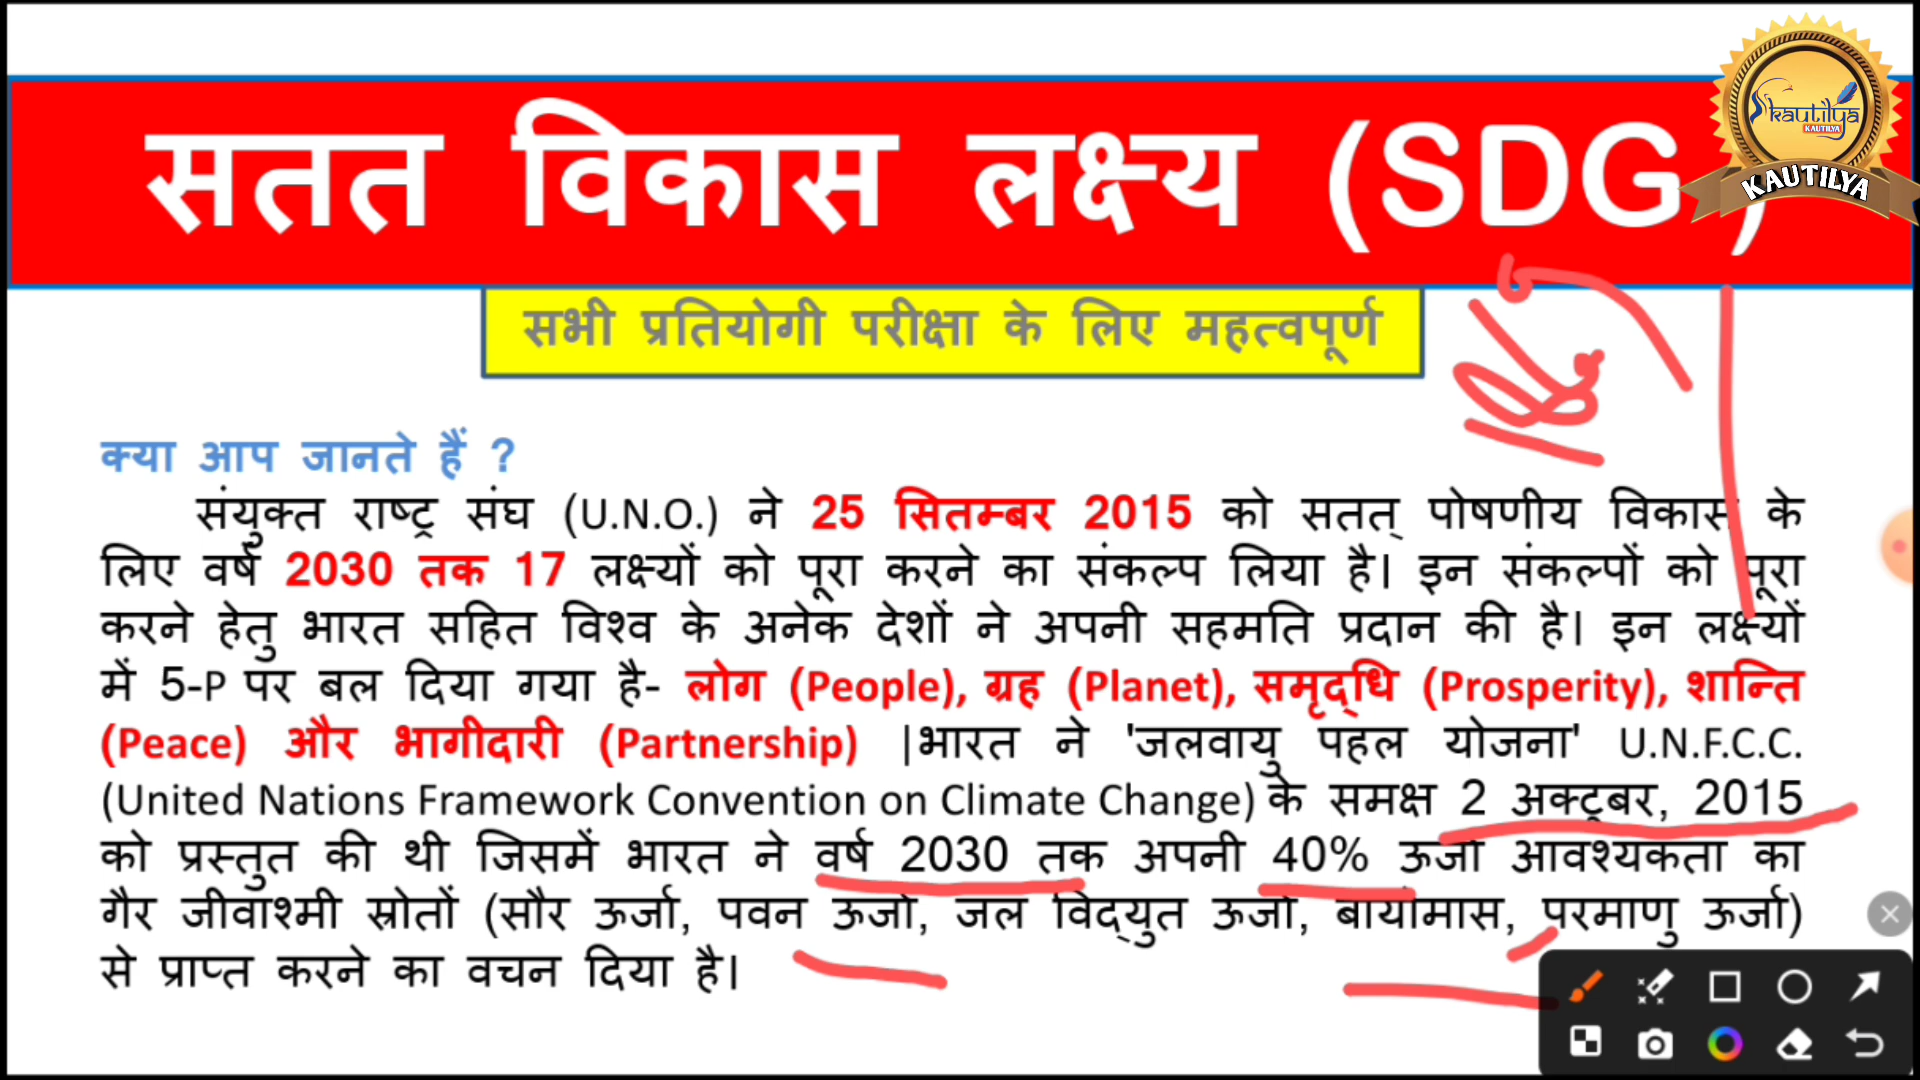 सतत विकास लक्ष्य (SDG )
kautilya
KAUTILYA
KAUTILYA
सभी प्रतियोगी परीक्षा के लिए महत्वपूर्ण
क्या आप जानते हैं ?
संयुक्त राष्ट्र संघ (U.N.O.) ने 25 सितम्बर 2015 को सतत् पोषणीय विकास के
लिए वर्ष 2030 तक 17 लक्ष्यों को पूरा करने का संकल्प लिया है। इन संकल्पों को पूरा
करने हेतु भारत सहित विश्व के अनेक देशों ने अपनी सहमति प्रदान की है। इन लक्ष्यों
में 5-P पर बल दिया गया है- लोग (People), ग्रह (Planet), समृद्धि (Prosperity), शान्ति
(Peace) और भागीदारी (Partnership) |भारत ने 'जलवायु पहल योजना' U.N.F.C.C.
(United Nations Framework Convention on Climate Change) के समक्ष 2 अक्टूबर, 2015
को प्रस्तुत की थी जिसमें भारत ने वर्ष 2030 तक अपनी 40% ऊर्जा आवश्यकता का
गैर जीवाश्मी स्रोतों (सौर ऊर्जा, पवन ऊर्जा, जल विद्युत ऊर्जा, बायोमास, परमाणु ऊर्जा)
से प्राप्त करने का वचन दिया है।